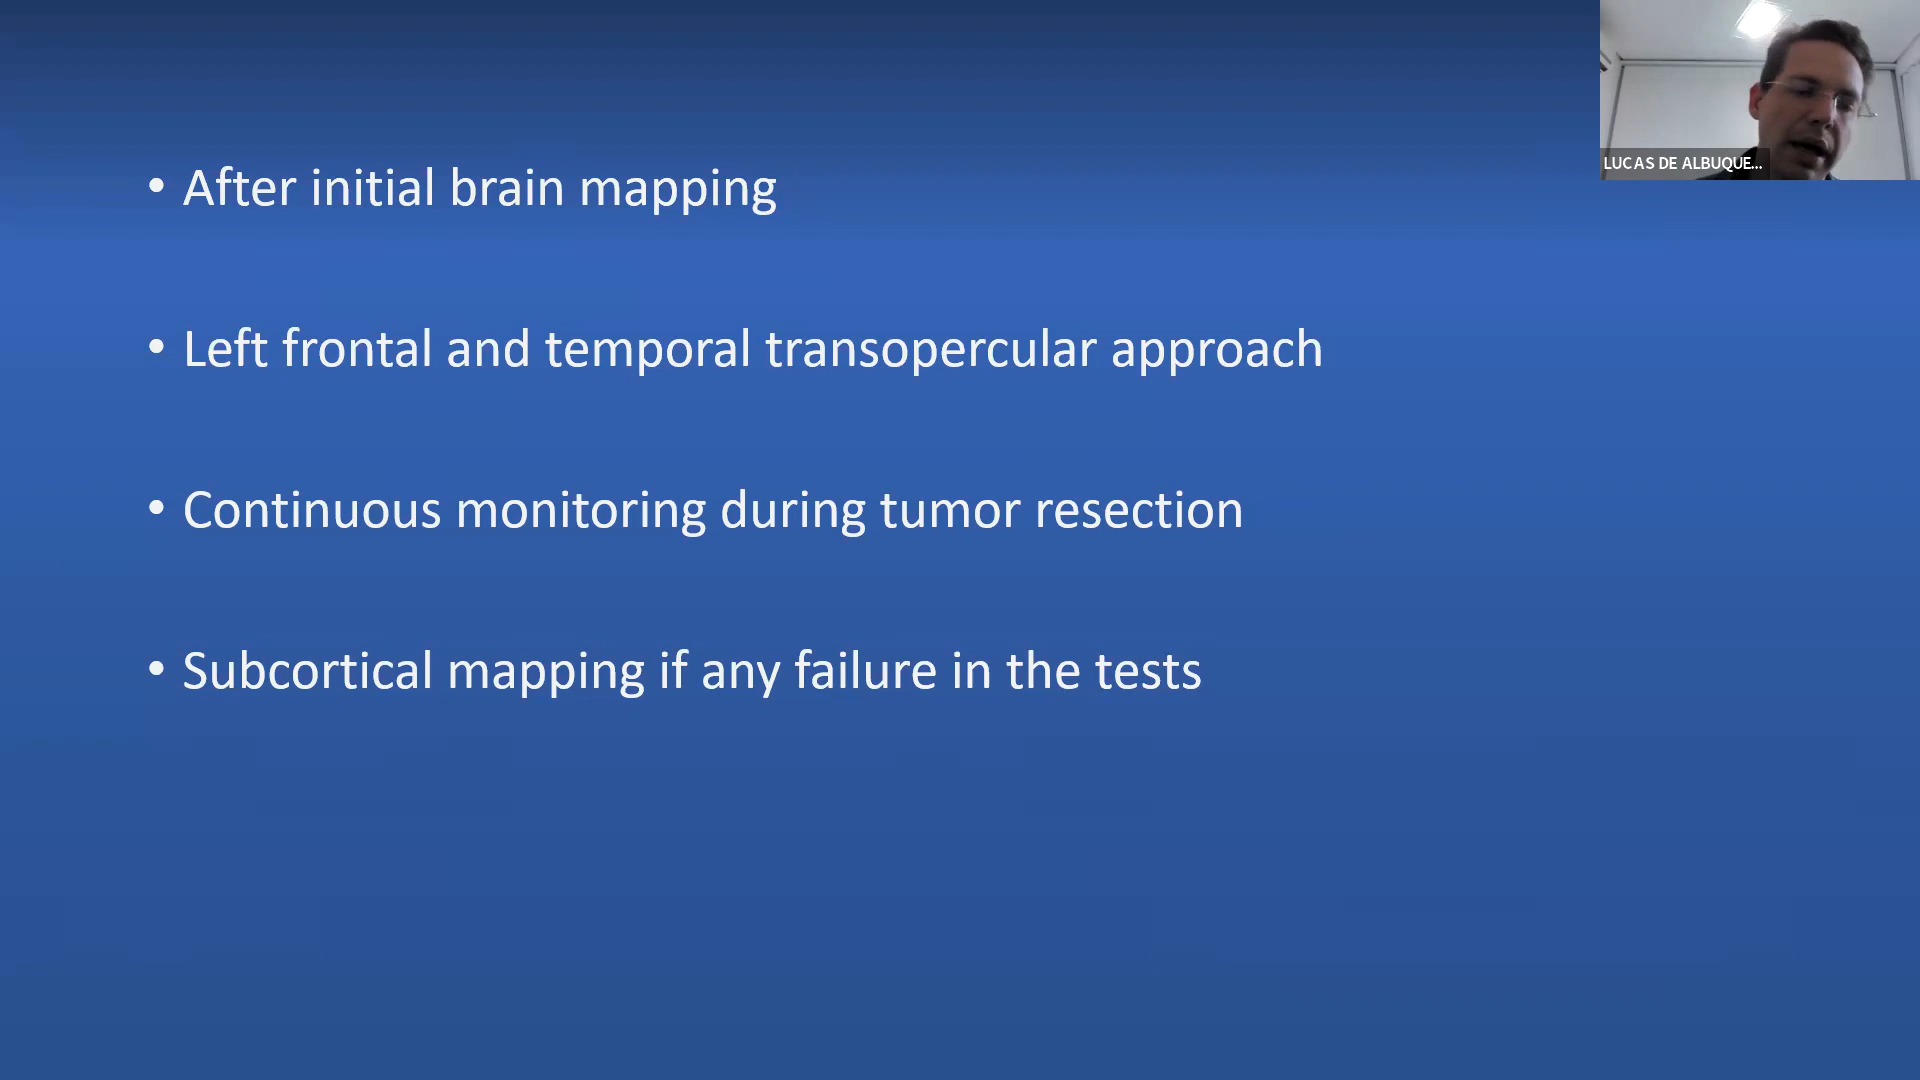 LUCAS DE ALBUQUE...
• After initial brain mapping
• Left frontal and temporal transopercular approach
• Continuous monitoring during tumor resection
• Subcortical mapping if any failure in the tests